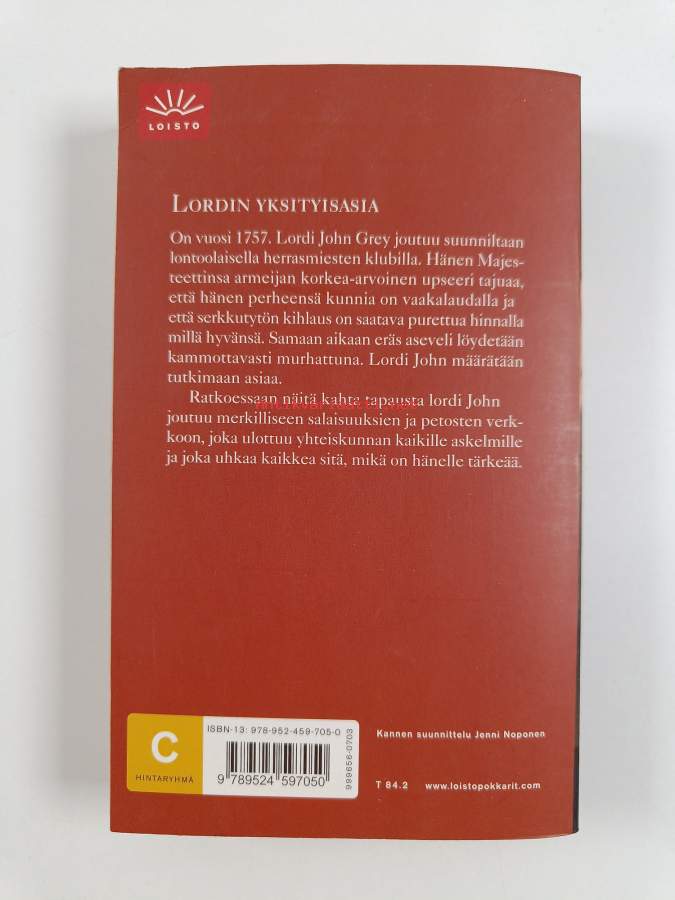 LOISTO
LORDIN YKSITYISASIA
On vuosi 1757. Lordi John Grey joutuu suunniltaan
lontoolaisella herrasmiesten klubilla. Hänen Majes-
teettinsa armeijan korkea-arvoinen upseeri tajuaa,
että hänen perheensä kunnia on vaakalaudalla ja
että serkkutytön kihlaus on saatava purettua hinnalla
millä hyvänsä. Samaan aikaan eräs aseveli löydetään
kammottavasti murhattuna. Lordi John määrätään
tutkimaan asiaa.
Ratkoessaan näitä kahta tapausta lordi John
joutuu merkilliseen salaisuuksien ja petosten verk-
koon, joka ulottuu yhteiskunnan kaikille askelmille
ja joka uhkaa kaikkea sitä, mikä on hänelle tärkeää.
C
HINTARYHMÄ
ISBN-13: 978-952-459-705-0
9 789524 597050
999656-0703
Kannen suunnittelu Jenni Noponen
T 84.2 www.loistopokkarit.com